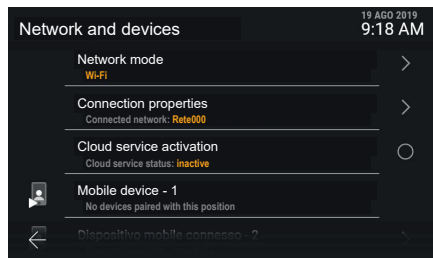 19 AGO 2019
Network and devices
9:18 AM
Network mode
Wi-Fi
Connection properties
Connected network: Rete000
Cloud service activation
Cloud service status: inactive
Mobile device - 1
No devices paired with this position
Dispositivo mobile connesso - 2